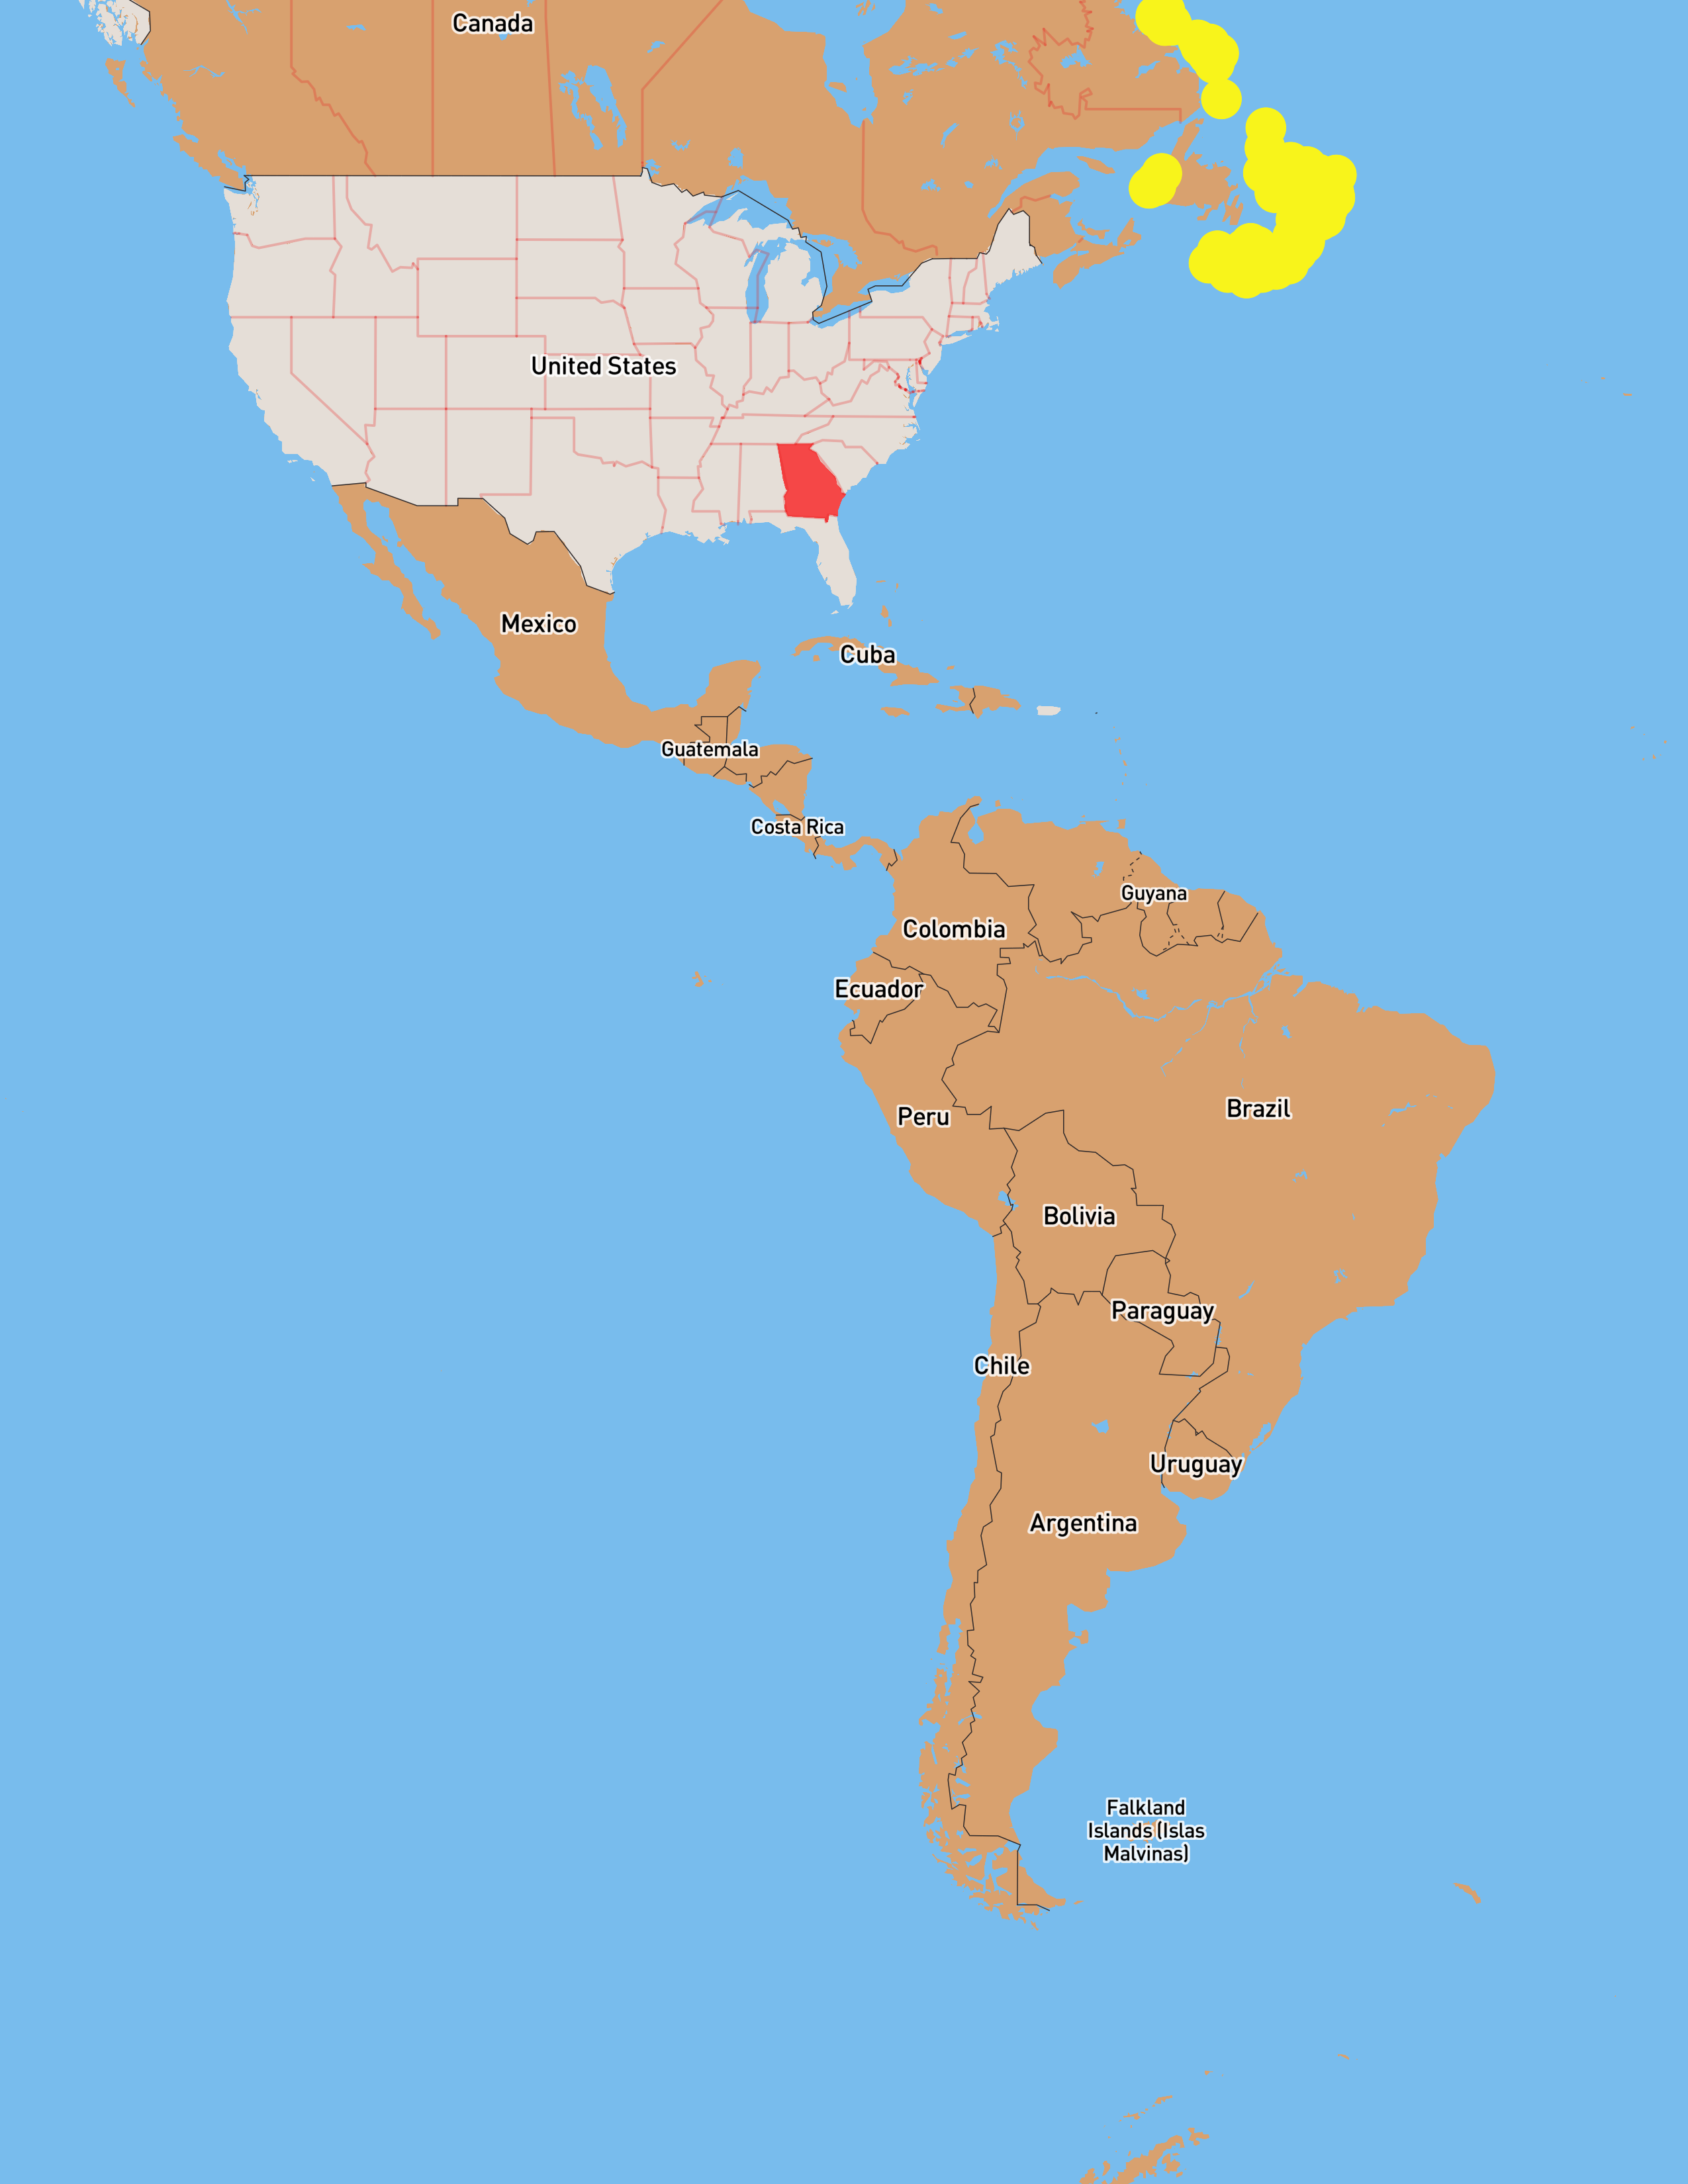 Canada
United States
Mexico
Cuba
Guatemala
Costa Rica
Guyana
Colombia
Ecuador
Peru
Brazil
Bolivia
Paraguay
Chile
Uruguay
Argentina
Falkland
Islands (Islas
Malvinas)